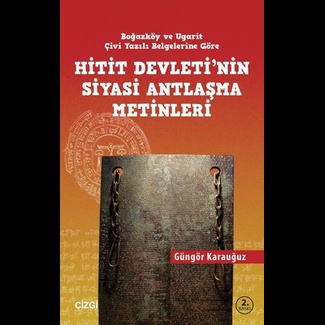 Boğazköy ve Ugarit
Çivi Yazılı Belgelerine Göre
HİTİT DEVLETİ'NİN
SİYASİ ANTLAŞMA
METİNLERİ
Güngör Karauğuz
ÇİZGİ
2.
BASKI